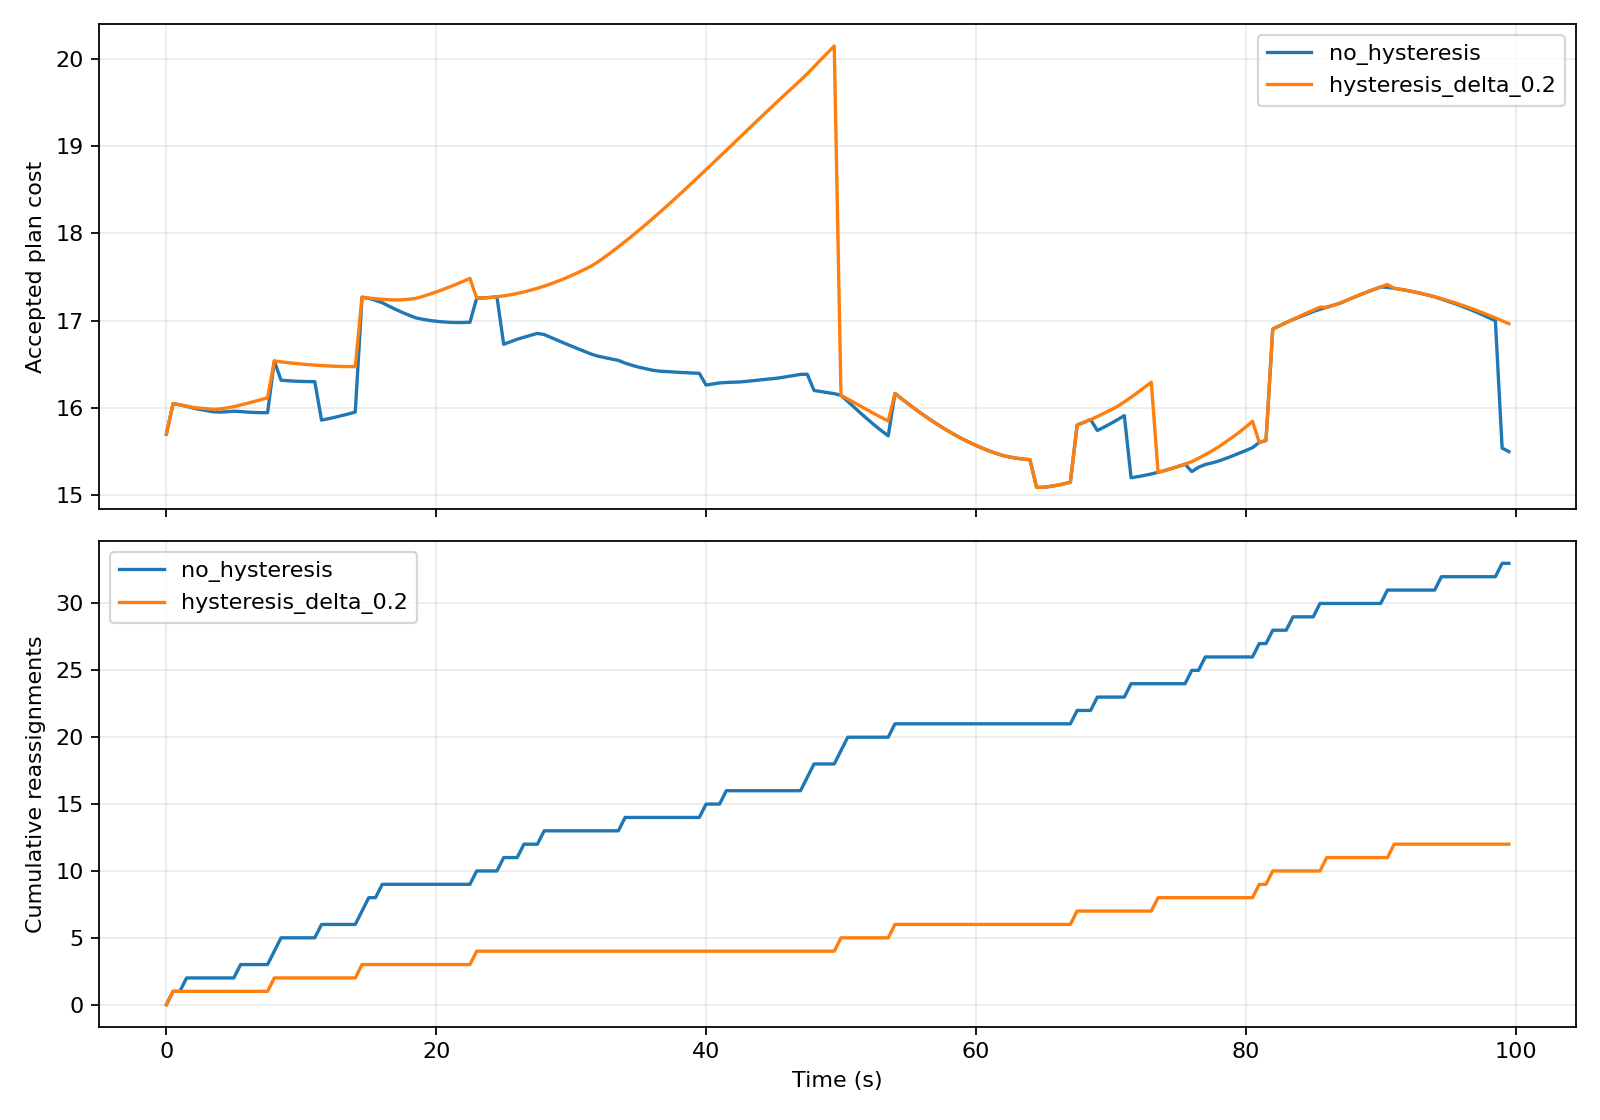 Accepted plan cost
20
19
18
17
16
15
no_hysteresis
hysteresis_delta_0.2
Cumulative reassignments
30
25
20
15
10
5
0
no_hysteresis
hysteresis_delta_0.2
0
20
40
60
80
100
Time (s)